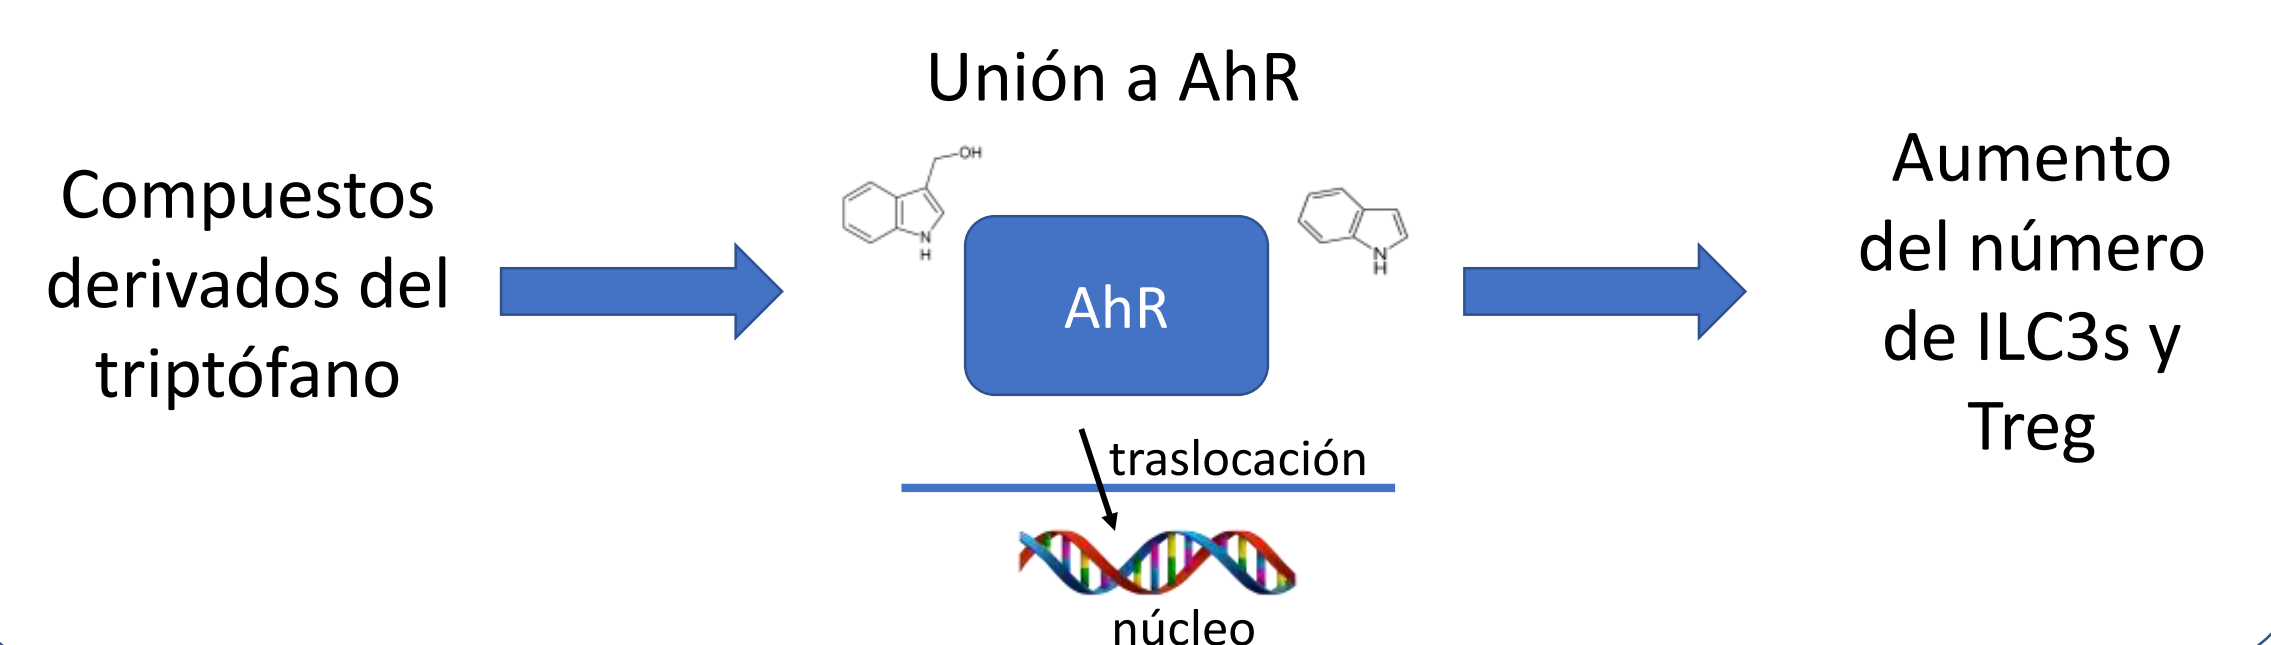 Compuestos
derivados del
triptófano
Unión a AhR
OH
N
H
N
H
AhR
traslocación
núcleo
Aumento
del número
de ILC3s y
Treg